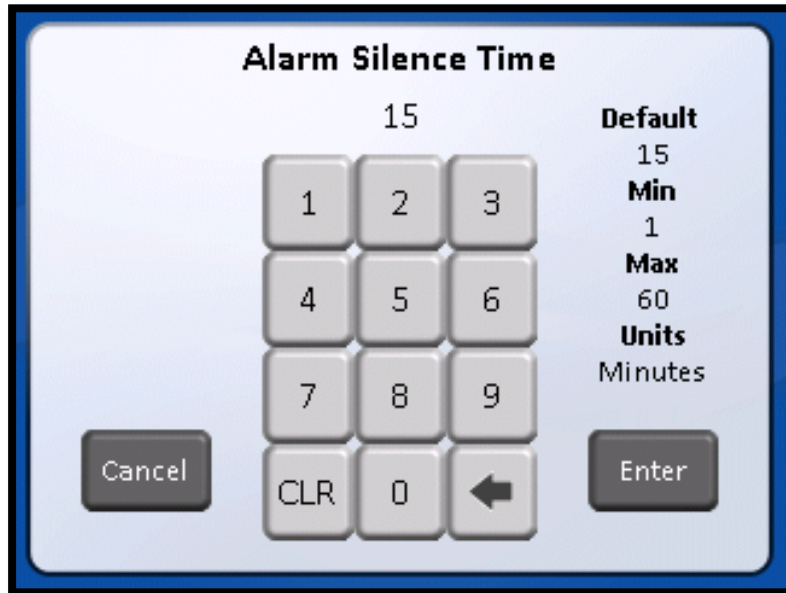 Alarm Silence Time
15
Default
15
Min
1
Max
60
Units
Minutes
1 2 3
4 5 6
7 8 9
CLR 0
Cancel
Enter